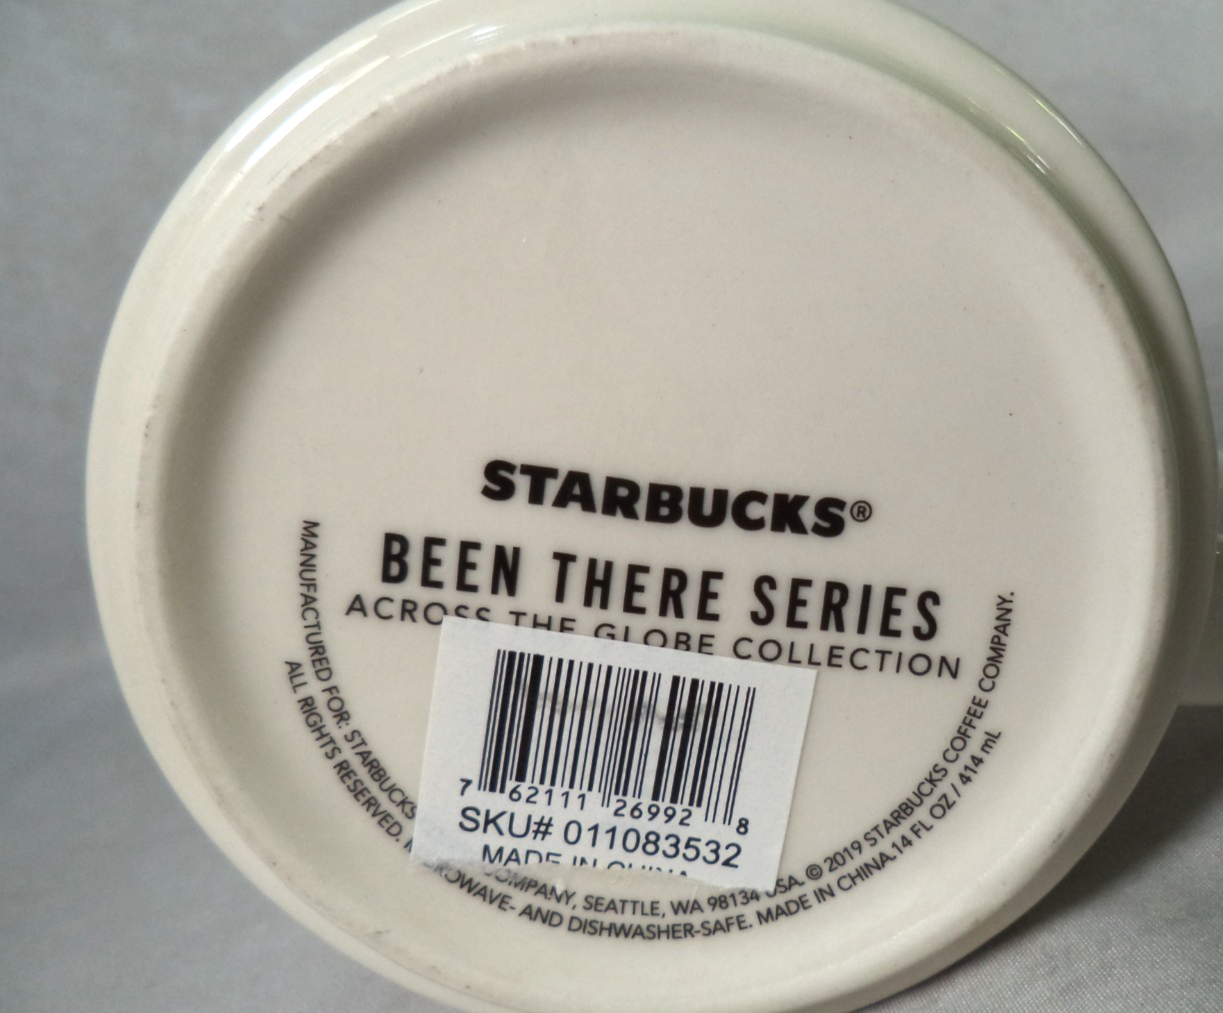 STARBUCKS®
BEEN THERE SERIES
ACROSS THE GLOBE COLLECTION
7 62111 26992 8
SKU# 011083532
MADE IN CHINA
MANUFACTURED FOR: STARBUCKS COMPANY, SEATTLE, WA 98134 USA. © 2019 STARBUCKS COFFEE COMPANY.
ALL RIGHTS RESERVED. ROWAVE- AND DISHWASHER-SAFE. MADE IN CHINA. 14 FL OZ / 414 mL